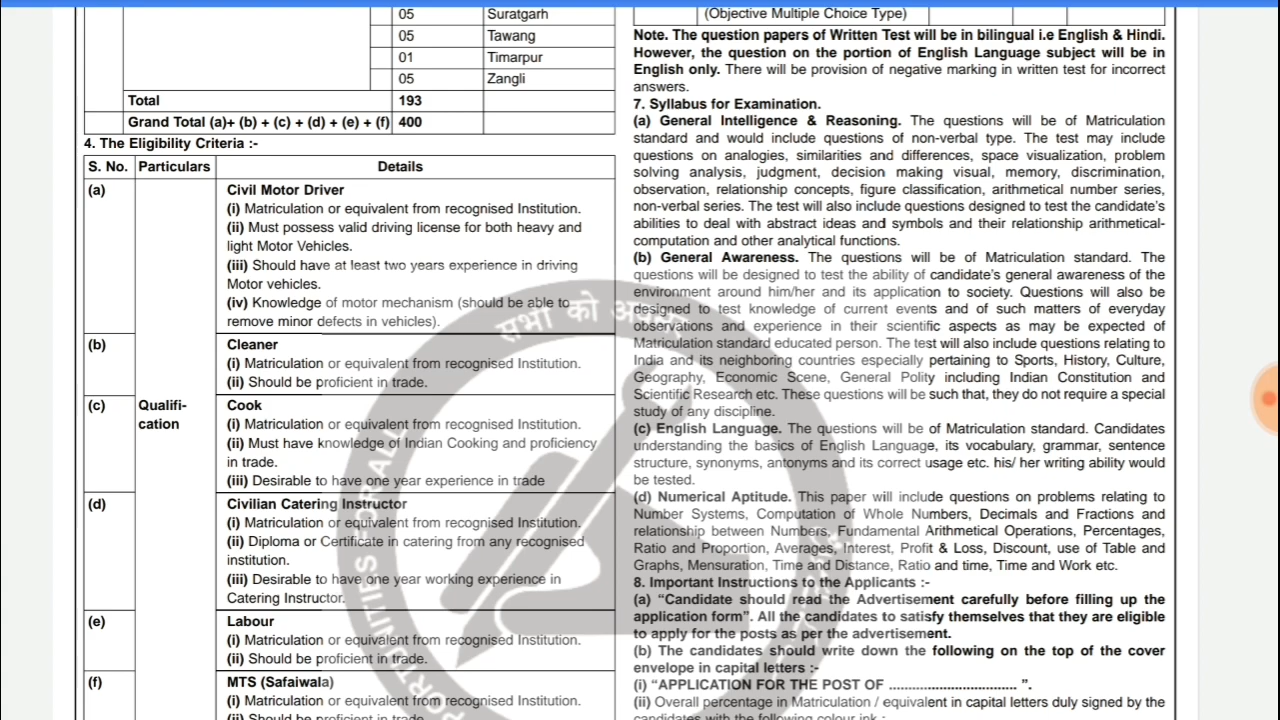 05 Suratgarh
05 Tawang
01 Timarpur
05 Zangli
Total 193
Grand Total (a)+ (b) + (c) + (d) + (e) + (f) 400
4. The Eligibility Criteria :-
S. No. Particulars Details
Qualifi-
cation
(a) Civil Motor Driver
(i) Matriculation or equivalent from recognised Institution.
(ii) Must possess valid driving license for both heavy and
light Motor Vehicles.
(iii) Should have at least two years experience in driving
Motor vehicles.
(iv) Knowledge of motor mechanism (should be able to
remove minor defects in vehicles).
(b) Cleaner
(i) Matriculation or equivalent from recognised Institution.
(ii) Should be proficient in trade.
(c) Cook
(i) Matriculation or equivalent from recognised Institution.
(ii) Must have knowledge of Indian Cooking and proficiency
in trade.
(iii) Desirable to have one year experience in trade
(d) Civilian Catering Instructor
(i) Matriculation or equivalent from recognised Institution.
(ii) Diploma or Certificate in catering from any recognised
institution.
(iii) Desirable to have one year working experience in
Catering Instructor.
(e) Labour
(i) Matriculation or equivalent from recognised Institution.
(ii) Should be proficient in trade.
(f) MTS (Safaiwala)
(i) Matriculation or equivalent from recognised Institution.
(ii) Should be proficient in trade.
(Objective Multiple Choice Type)
Note. The question papers of Written Test will be in bilingual i.e English & Hindi.
However, the question on the portion of English Language subject will be in
English only. There will be provision of negative marking in written test for incorrect
answers.
7. Syllabus for Examination.
(a) General Intelligence & Reasoning. The questions will be of Matriculation
standard and would include questions of non-verbal type. The test may include
questions on analogies, similarities and differences, space visualization, problem
solving analysis, judgment, decision making visual, memory, discrimination,
observation, relationship concepts, figure classification, arithmetical number series,
non-verbal series. The test will also include questions designed to test the candidate's
abilities to deal with abstract ideas and symbols and their relationship arithmetical-
computation and other analytical functions.
(b) General Awareness. The questions will be of Matriculation standard. The
questions will be designed to test the ability of candidate's general awareness of the
environment around him/her and its application to society. Questions will also be
designed to test knowledge of current events and of such matters of everyday
observations and experience in their scientific aspects as may be expected of
Matriculation standard educated person. The test will also include questions relating to
India and its neighboring countries especially pertaining to Sports, History, Culture,
Geography, Economic Scene, General Polity including Indian Constitution and
Scientific Research etc. These questions will be such that, they do not require a special
study of any discipline.
(c) English Language. The questions will be of Matriculation standard. Candidates
understanding the basics of English Language, its vocabulary, grammar, sentence
structure, synonyms, antonyms and its correct usage etc. his/ her writing ability would
be tested.
(d) Numerical Aptitude. This paper will include questions on problems relating to
Number Systems, Computation of Whole Numbers, Decimals and Fractions and
relationship between Numbers, Fundamental Arithmetical Operations, Percentages,
Ratio and Proportion, Averages, Interest, Profit & Loss, Discount, use of Table and
Graphs, Mensuration, Time and Distance, Ratio and time, Time and Work etc.
8. Important Instructions to the Applicants :-
(a) "Candidate should read the Advertisement carefully before filling up the
application form". All the candidates to satisfy themselves that they are eligible
to apply for the posts as per the advertisement.
(b) The candidates should write down the following on the top of the cover
envelope in capital letters :-
(i) "APPLICATION FOR THE POST OF ................................ ".
(ii) Overall percentage in Matriculation / equivalent in capital letters duly signed by the
candidates with the following colour ink :
सभी को
FOR ALL